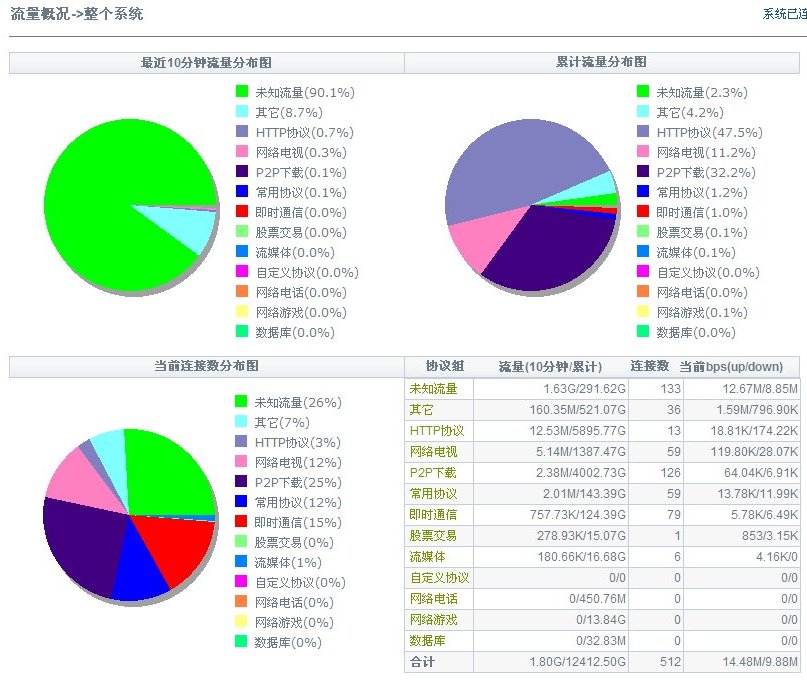 流量概况->整个系统
系统已连
最近10分钟流量分布图
未知流量(90.1%)
其它(8.7%)
HTTP协议(0.7%)
网络电视(0.3%)
P2P下载(0.1%)
常用协议(0.1%)
即时通信(0.0%)
股票交易(0.0%)
流媒体(0.0%)
自定义协议(0.0%)
网络电话(0.0%)
网络游戏(0.0%)
数据库(0.0%)
累计流量分布图
未知流量(2.3%)
其它(4.2%)
HTTP协议(47.5%)
网络电视(11.2%)
P2P下载(32.2%)
常用协议(1.2%)
即时通信(1.0%)
股票交易(0.1%)
流媒体(0.1%)
自定义协议(0.0%)
网络电话(0.0%)
网络游戏(0.1%)
数据库(0.0%)
当前连接数分布图
未知流量(26%)
其它(7%)
HTTP协议(3%)
网络电视(12%)
P2P下载(25%)
常用协议(12%)
即时通信(15%)
股票交易(0%)
流媒体(1%)
自定义协议(0%)
网络电话(0%)
网络游戏(0%)
数据库(0%)
协议组 流量(10分钟/累计) 连接数 当前bps(up/down)
未知流量 1.63G/291.62G 133 12.67M/8.85M
其它 160.35M/521.07G 36 1.59M/796.90K
HTTP协议 12.53M/5895.77G 13 18.81K/174.22K
网络电视 5.14M/1387.47G 59 119.80K/28.07K
P2P下载 2.38M/4002.73G 126 64.04K/6.91K
常用协议 2.01M/143.39G 59 13.78K/11.99K
即时通信 757.73K/124.39G 79 5.78K/6.49K
股票交易 278.93K/15.07G 1 853/3.15K
流媒体 180.66K/16.68G 6 4.16K/0
自定义协议 0/0 0 0/0
网络电话 0/450.76M 0 0/0
网络游戏 0/13.84G 0 0/0
数据库 0/32.83M 0 0/0
合计 1.80G/12412.50G 512 14.48M/9.88M